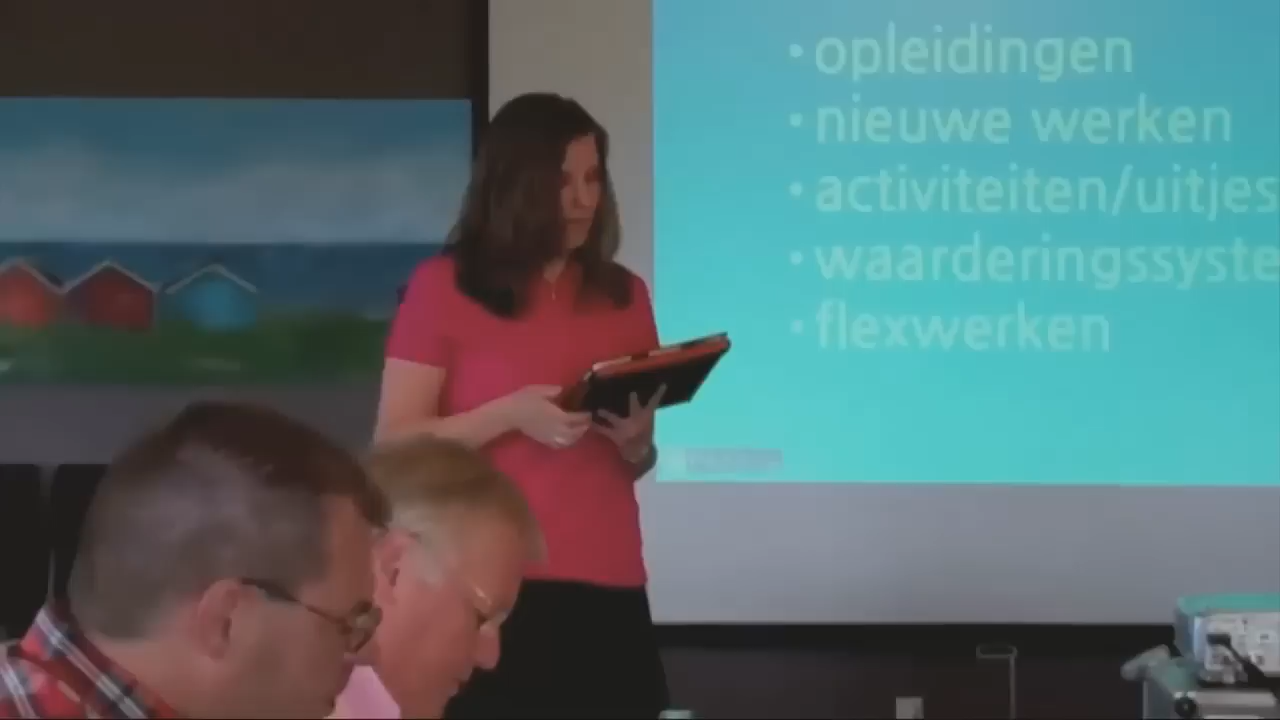 • opleidingen
• nieuwe werken
• activiteiten/uitjes
• waarderingssyste
• flexwerken